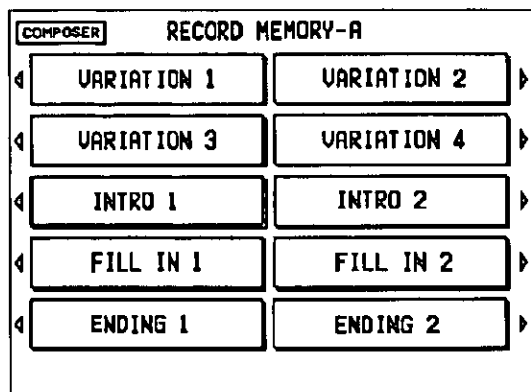 COMPOSER RECORD MEMORY-A
VARIATION 1 VARIATION 2
VARIATION 3 VARIATION 4
INTRO 1 INTRO 2
FILL IN 1 FILL IN 2
ENDING 1 ENDING 2